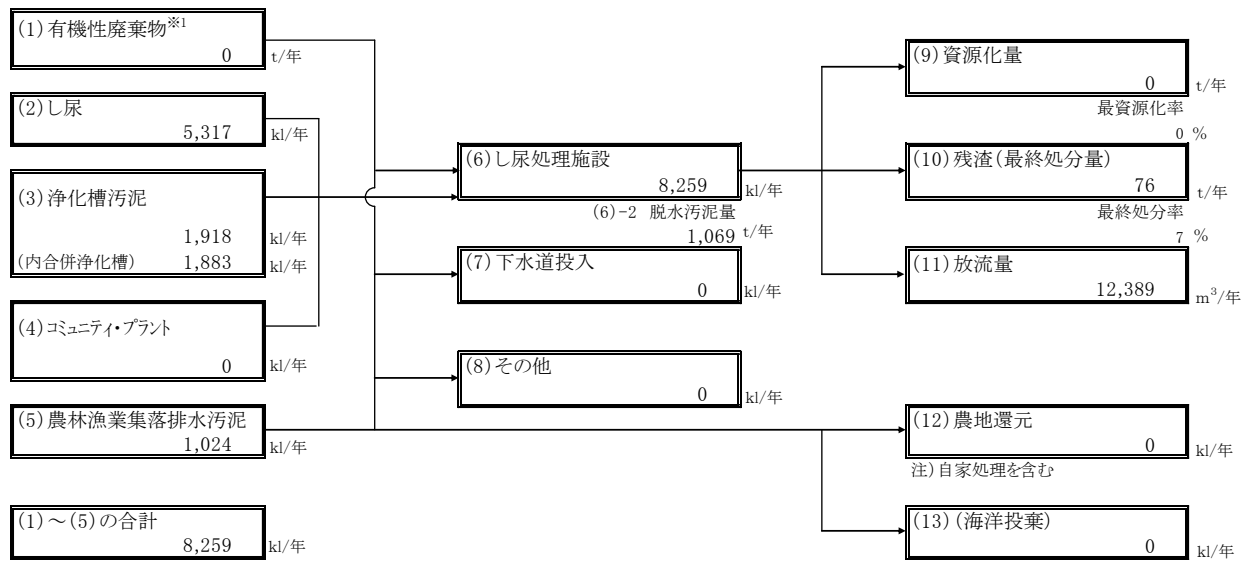 (1)有機性廃棄物※1
0 t/年
(2)し尿
5,317 kl/年
(3)浄化槽汚泥
1,918 kl/年
(内合併浄化槽) 1,883 kl/年
(4)コミュニティ・プラント
0 kl/年
(5)農林漁業集落排水汚泥
1,024 kl/年
(1)～(5)の合計
8,259 kl/年
(6)し尿処理施設
8,259 kl/年
(6)-2 脱水汚泥量
1,069 t/年
(7)下水道投入
0 kl/年
(8)その他
0 kl/年
(9)資源化量
0 t/年
最資源化率
0 %
(10)残渣(最終処分量)
76 t/年
最終処分率
7 %
(11)放流量
12,389 m³/年
(12)農地還元
0 kl/年
注)自家処理を含む
(13)(海洋投棄)
0 kl/年